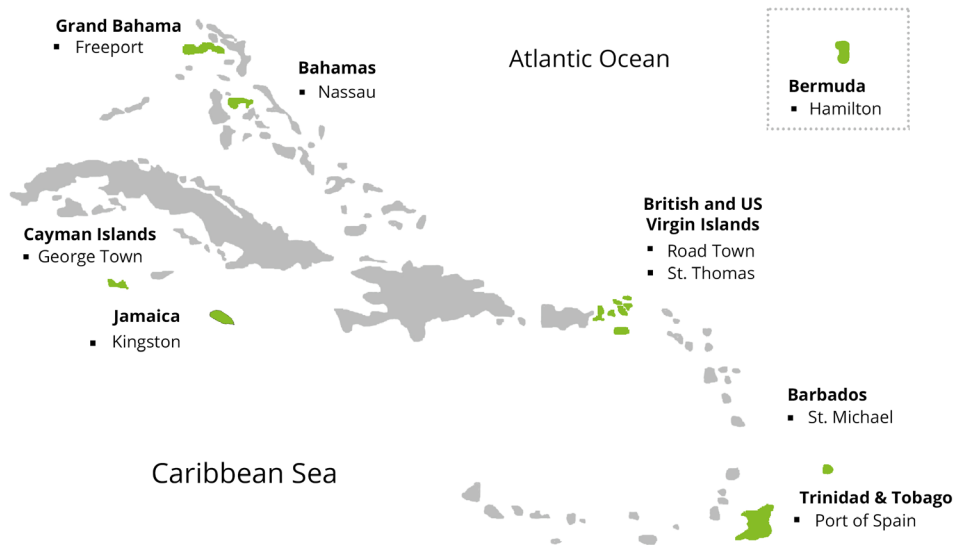 Grand Bahama
▪ Freeport
Bahamas
▪ Nassau
Atlantic Ocean
Bermuda
▪ Hamilton
British and US
Virgin Islands
▪ Road Town
▪ St. Thomas
Cayman Islands
▪ George Town
Jamaica
▪ Kingston
Barbados
▪ St. Michael
Caribbean Sea
Trinidad & Tobago
▪ Port of Spain